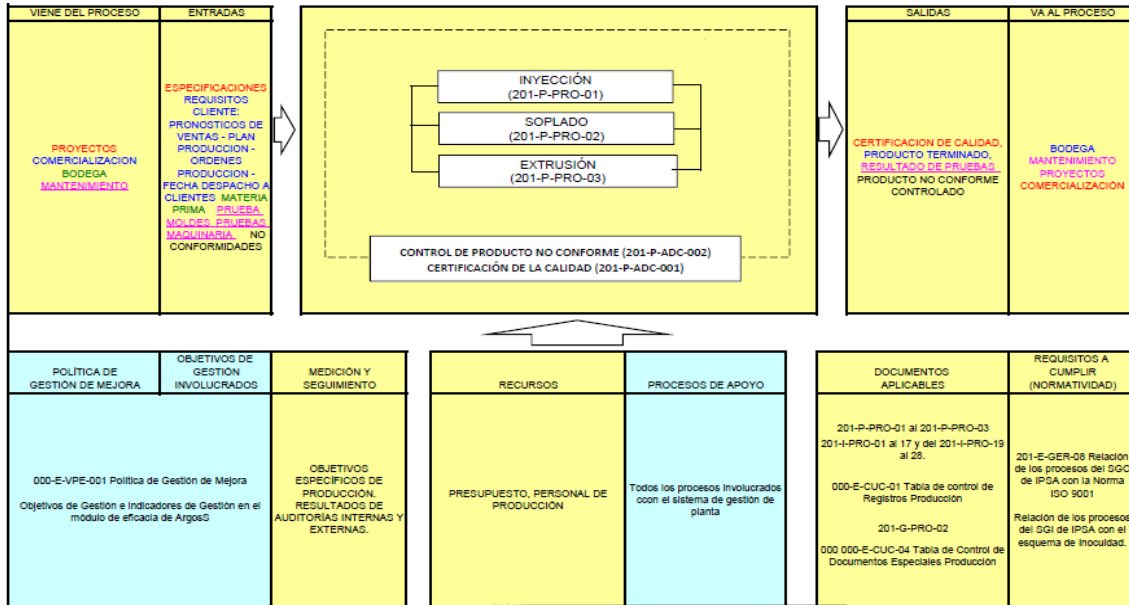 VIENE DEL PROCESO
ENTRADAS
PROYECTOS
COMERCIALIZACION
BODEGA
MANTENIMIENTO
ESPECIFICACIONES
REQUISITOS
CLIENTE:
PRONOSTICOS DE
VENTAS - PLAN
PRODUCCION -
ORDENES
PRODUCCION -
FECHA DESPACHO A
CLIENTES MATERIA
PRIMA PRUEBA
MOLDES PRUEBAS
MAQUINARIA NO
CONFORMIDADES
INYECCIÓN
(201-P-PRO-01)
SOPLADO
(201-P-PRO-02)
EXTRUSIÓN
(201-P-PRO-03)
CONTROL DE PRODUCTO NO CONFORME (201-P-ADC-002)
CERTIFICACIÓN DE LA CALIDAD (201-P-ADC-001)
SALIDAS
VA AL PROCESO
CERTIFICACION DE CALIDAD,
PRODUCTO TERMINADO,
RESULTADO DE PRUEBAS
PRODUCTO NO CONFORME
CONTROLADO
BODEGA
MANTENIMIENTO
PROYECTOS
COMERCIALIZACIÓN
POLÍTICA DE
GESTIÓN DE MEJORA
OBJETIVOS DE
GESTIÓN
INVOLUCRADOS
MEDICIÓN Y
SEGUIMIENTO
000-E-VPE-001 Política de Gestión de Mejora
Objetivos de Gestión e Indicadores de Gestión en el
módulo de eficacia de ArgosS
OBJETIVOS
ESPECÍFICOS DE
PRODUCCIÓN.
RESULTADOS DE
AUDITORÍAS INTERNAS Y
EXTERNAS.
RECURSOS
PROCESOS DE APOYO
PRESUPUESTO, PERSONAL DE
PRODUCCIÓN
Todos los procesos involucrados
ccon el sistema de gestión de
planta
DOCUMENTOS
APLICABLES
REQUISITOS A
CUMPLIR
(NORMATIVIDAD)
201-P-PRO-01 al 201-P-PRO-03
201-I-PRO-01 al 17 y del 201-I-PRO-19
al 28.
000-E-CUC-01 Tabla de control de
Registros Producción
201-G-PRO-02
000 000-E-CUC-04 Tabla de Control de
Documentos Especiales Producción
201-E-GER-08 Relación
de los procesos del SGC
de IPSA con la Norma
ISO 9001
Relación de los procesos
del SGI de IPSA con el
esquema de Inocuidad.